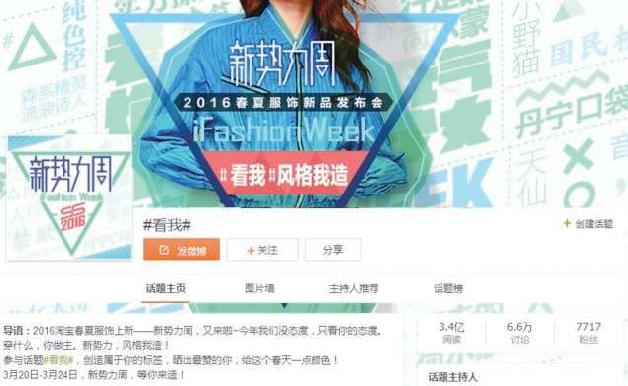 纯色控
森系精灵
小野猫
国民
丹宁口袋
天仙
新势力周
2016春夏服饰新品发布会
iFashionWeek
#看我#风格我造
新势力周
iFashion Week
SS
2016
#看我#
+ 创建话题
发微博
+关注
分享
话题主页
图片墙
主持人推荐
话题榜
导语：2016淘宝春夏服饰上新——新势力周，又来啦~今年我们没态度，只看你的态度。
穿什么，你做主。新势力，风格我造！
参与话题#看我#，创造属于你的标签，晒出最赞的你，给这个春天一点颜色！
3月20日-3月24日，新势力周，等你来造！
3.4亿
阅读
6.6万
讨论
7717
粉丝
话题主持人